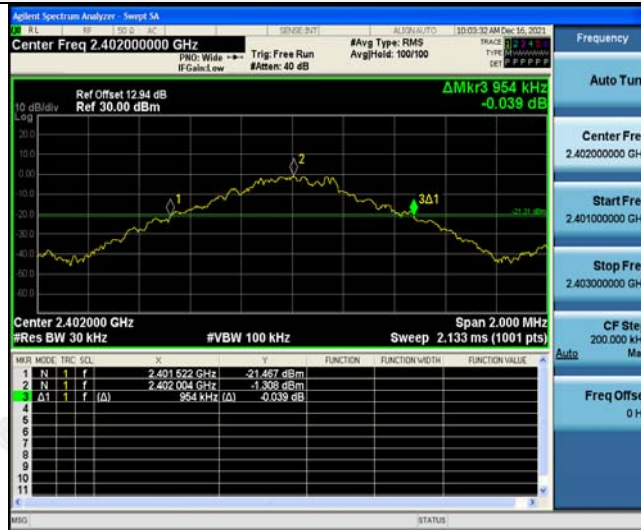 Agilent Spectrum Analyzer - Swept SA
RL RF 50 Ω AC SENSE:INT ALIGNAUTO 10:03:32 AM Dec 16, 2021
Center Freq 2.402000000 GHz
PNO: Wide
IFGain:Low
Trig: Free Run
#Atten: 40 dB
#Avg Type: RMS
Avg|Hold: 100/100
TRACE 1 2 3 4 5 6
TYPE
DET P P P P P P
Frequency
Auto Tun
ΔMkr3 954 kHz
-0.039 dB
Ref Offset 12.94 dB
Ref 30.00 dBm
10 dB/div
Log
20.0
10.0
0.00
-10.0
-20.0
-30.0
-40.0
-50.0
-60.0
1
2
3Δ1
-21.31 dBm
Center Fre
2.402000000 GH
Start Fre
2.401000000 GH
Stop Fre
2.403000000 GH
Center 2.402000 GHz
#Res BW 30 kHz
#VBW 100 kHz
Span 2.000 MHz
Sweep 2.133 ms (1001 pts)
CF Ste
200.000 kH
Auto Ma
Freq Offse
0 H
MKR MODE TRC SCL X Y FUNCTION FUNCTION WIDTH FUNCTION VALUE
1 N 1 f 2.401 522 GHz -21.467 dBm
2 N 1 f 2.402 004 GHz -1.308 dBm
3 Δ1 1 f (Δ) 954 kHz (Δ) -0.039 dB
4
5
6
7
8
9
10
11
MSG STATUS